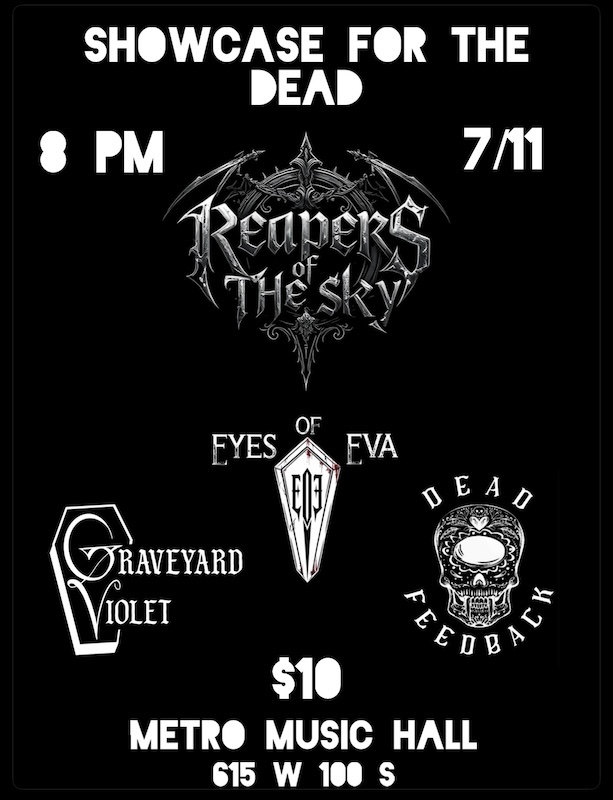 SHOWCASE FOR THE
DEAD
8 PM
7/11
REAPERS
OF
THE SKY
EYES OF EVA
EOE
GRAVEYARD
VIOLET
DEAD
FEEDBACK
$10
METRO MUSIC HALL
615 W 100 S